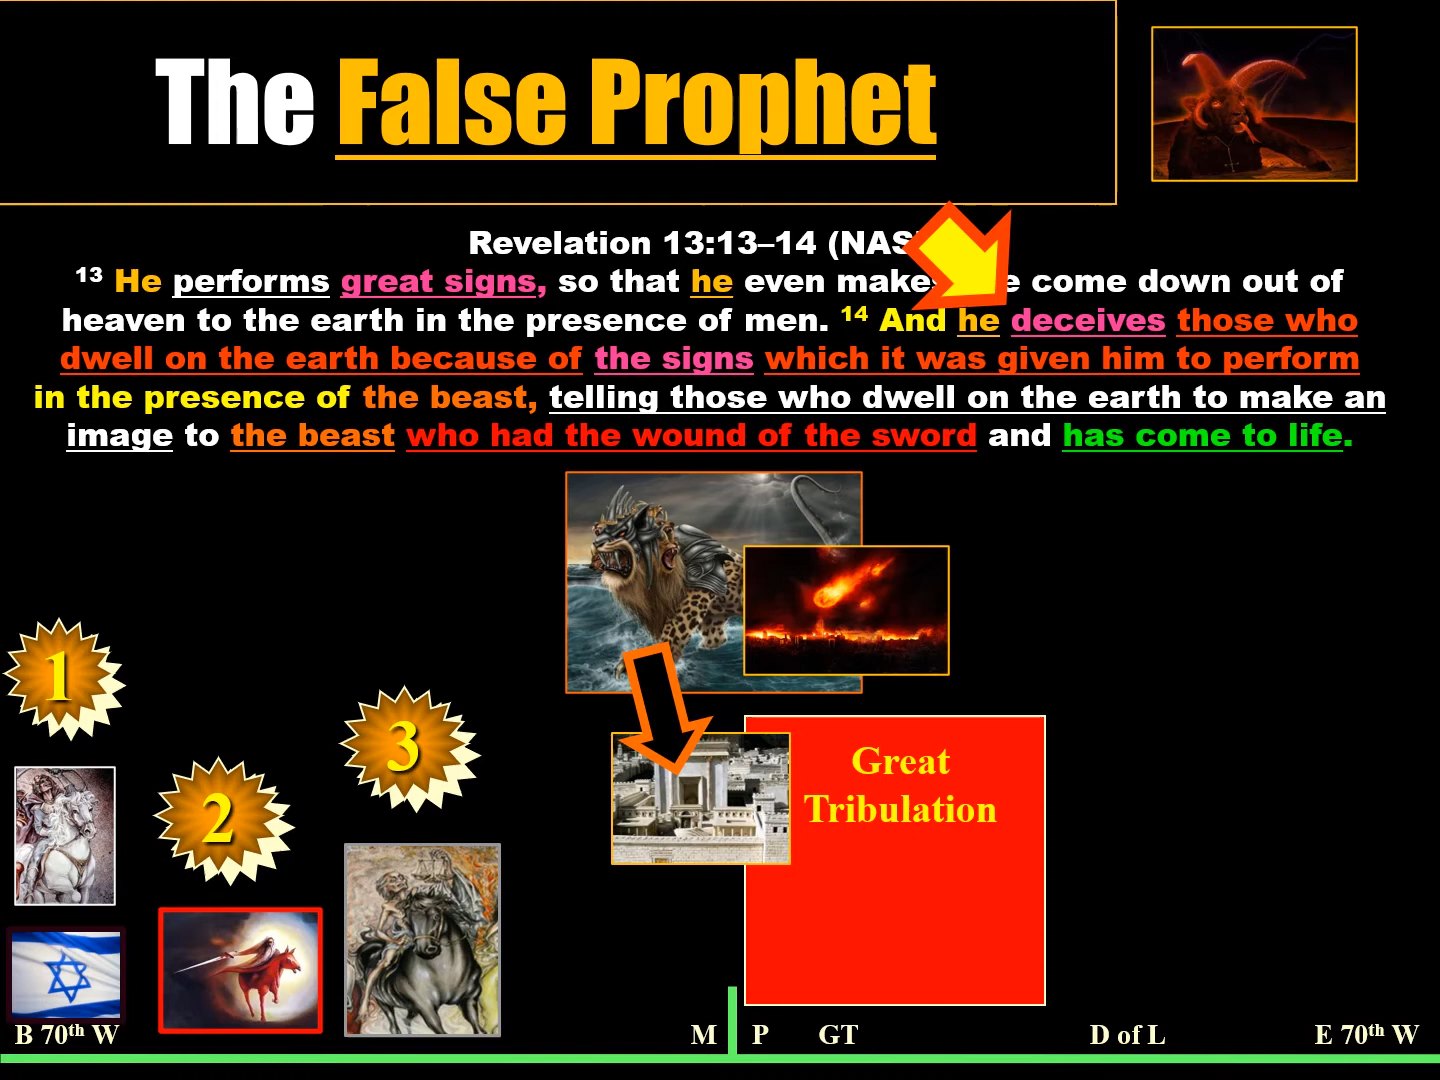 The False Prophet
Revelation 13:13–14 (NAS
13 He performs great signs, so that he even makes come down out of
heaven to the earth in the presence of men. 14 And he deceives those who
dwell on the earth because of the signs which it was given him to perform
in the presence of the beast, telling those who dwell on the earth to make an
image to the beast who had the wound of the sword and has come to life.
1
2
3
Great
Tribulation
B 70th W
M
P
GT
D of L
E 70th W